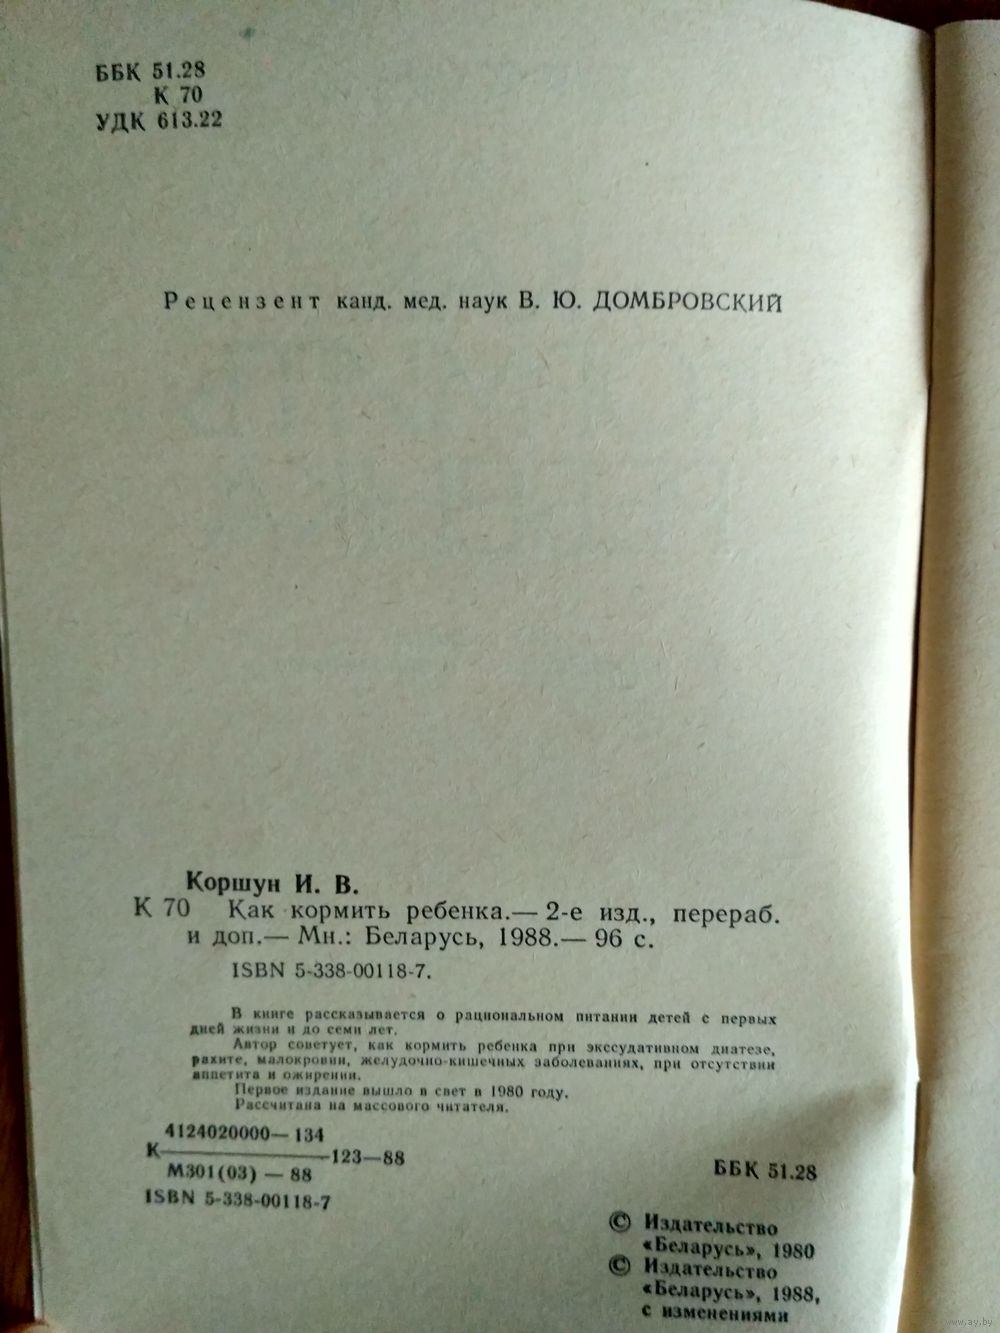 ББК 51.28
К 70
УДК 613.22
Рецензент канд. мед. наук В. Ю. ДОМБРОВСКИЙ
Коршун И. В.
К 70 Как кормить ребенка.— 2-е изд., перераб.
и доп.— Мн.: Беларусь, 1988.— 96 с.
ISBN 5-338-00118-7.
В книге рассказывается о рациональном питании детей с первых
дней жизни и до семи лет.
Автор советует, как кормить ребенка при экссудативном диатезе,
рахите, малокровии, желудочно-кишечных заболеваниях, при отсутствии
аппетита и ожирении.
Первое издание вышло в свет в 1980 году.
Рассчитана на массового читателя.
4124020000—134
К—————————123—88
М301(03)—88
ISBN 5-338-00118-7
ББК 51.28
© Издательство
«Беларусь», 1980
© Издательство
«Беларусь», 1988,
с изменениями
www.ay.by